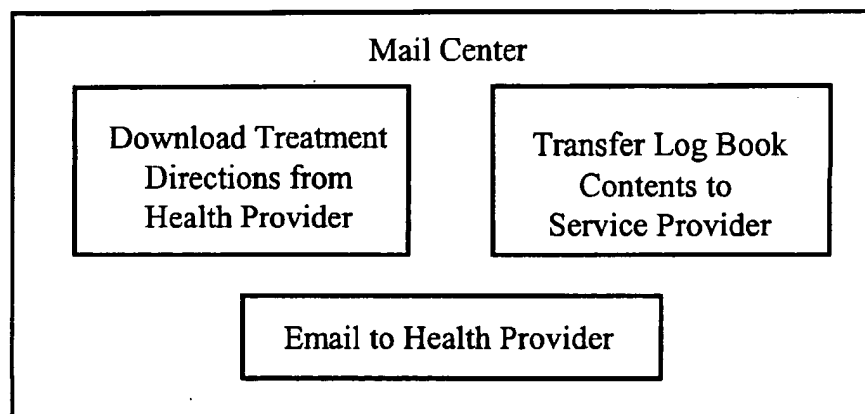 Mail Center
Download Treatment
Directions from
Health Provider
Transfer Log Book
Contents to
Service Provider
Email to Health Provider